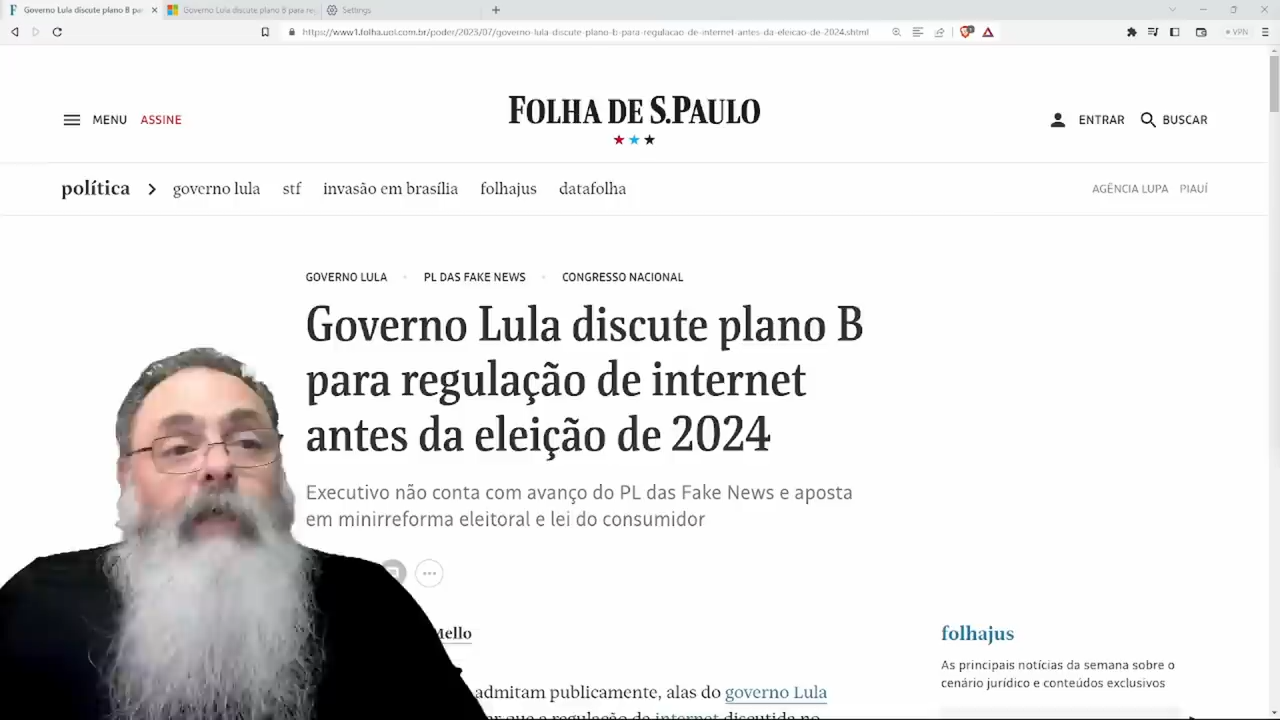 Governo Lula discute plano B pa
Governo Lula discute plano B para re
Settings
https://www1.folha.uol.com.br/poder/2023/07/governo-lula-discute-plano-b-para-regulacao-de-internet-antes-da-eleicao-de-2024.shtml
VPN
MENU ASSINE
FOLHA DE S.PAULO
ENTRAR BUSCAR
política governo lula stf invasão em brasília folhajus datafolha
AGÊNCIA LUPA PIAUÍ
GOVERNO LULA PL DAS FAKE NEWS CONGRESSO NACIONAL
Governo Lula discute plano B
para regulação de internet
antes da eleição de 2024
Executivo não conta com avanço do PL das Fake News e aposta
em minirreforma eleitoral e lei do consumidor
Mello
admitam publicamente, alas do governo Lula
que a regulação de internet discutida no
folhajus
As principais notícias da semana sobre o
cenário jurídico e conteúdos exclusivos